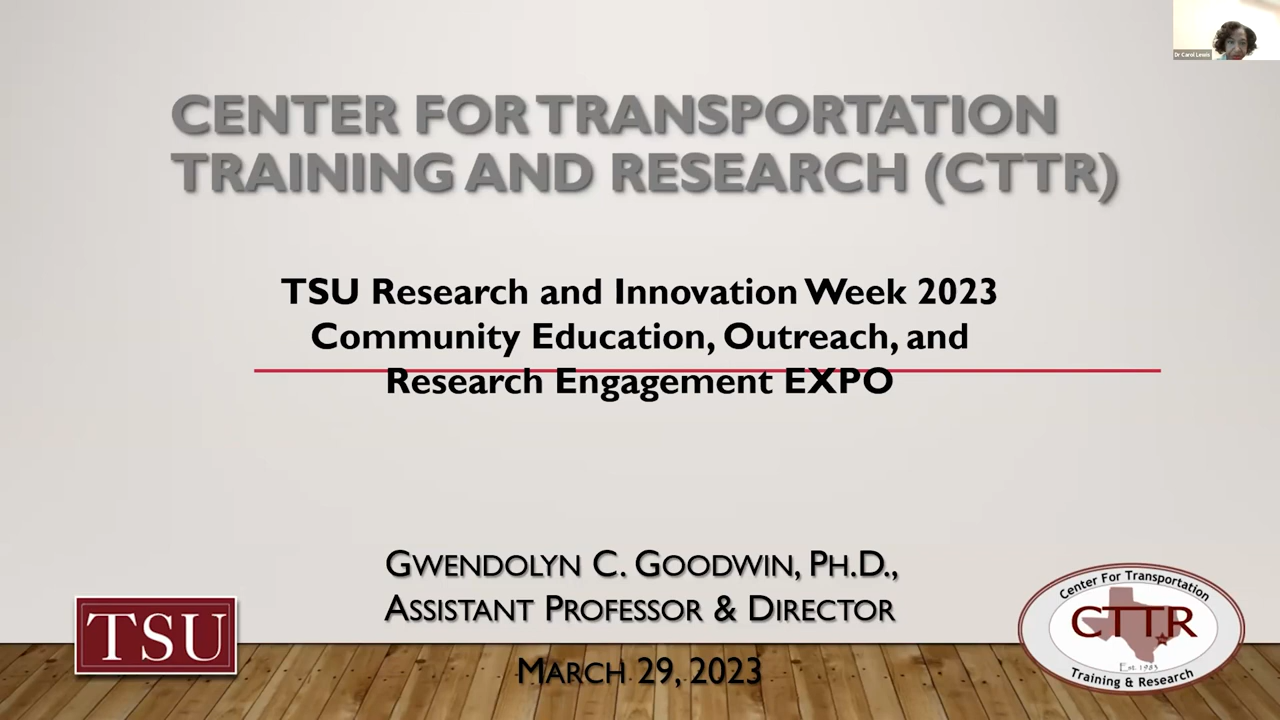 Dr Carol Lewis
CENTER FOR TRANSPORTATION
TRAINING AND RESEARCH (CTTR)
TSU Research and Innovation Week 2023
Community Education, Outreach, and
Research Engagement EXPO
GWENDOLYN C. GOODWIN, PH.D.,
ASSISTANT PROFESSOR & DIRECTOR
MARCH 29, 2023
TSU
Center For Transportation
CTTR
Est 1983
Training & Research